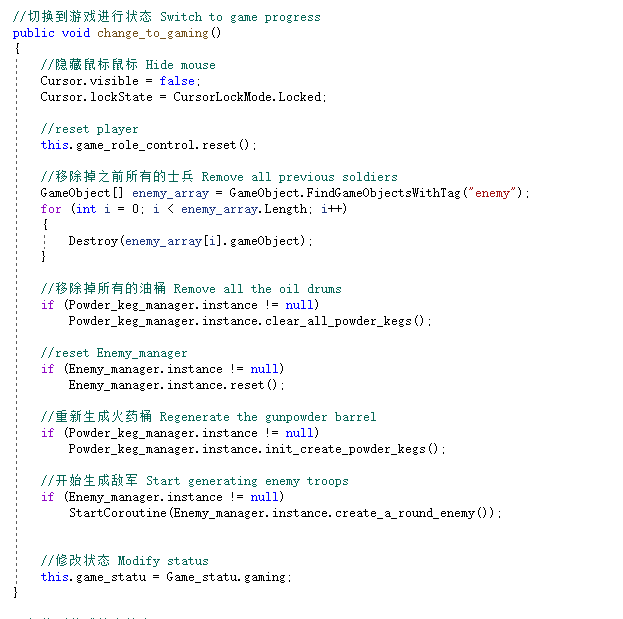 //切换到游戏进行状态 Switch to game progress
public void change_to_gaming()
{
//隐藏鼠标鼠标 Hide mouse
Cursor.visible = false;
Cursor.lockState = CursorLockMode.Locked;
//reset player
this.game_role_control.reset();
//移除掉之前所有的士兵 Remove all previous soldiers
GameObject[] enemy_array = GameObject.FindGameObjectsWithTag("enemy");
for (int i = 0; i < enemy_array.Length; i++)
{
Destroy(enemy_array[i].gameObject);
}
//移除掉所有的油桶 Remove all the oil drums
if (Powder_keg_manager.instance != null)
Powder_keg_manager.instance.clear_all_powder_kegs();
//reset Enemy_manager
if (Enemy_manager.instance != null)
Enemy_manager.instance.reset();
//重新生成火药桶 Regenerate the gunpowder barrel
if (Powder_keg_manager.instance != null)
Powder_keg_manager.instance.init_create_powder_kegs();
//开始生成敌军 Start generating enemy troops
if (Enemy_manager.instance != null)
StartCoroutine(Enemy_manager.instance.create_a_round_enemy());
//修改状态 Modify status
this.game_statu = Game_statu.gaming;
}